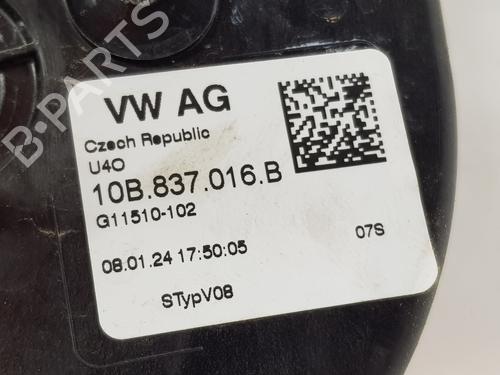 B-PARTS
VW AG
Czech Republic
U4O
10B.837.016.B
G11510-102
08.01.24 17:50:05
07S
STypV08